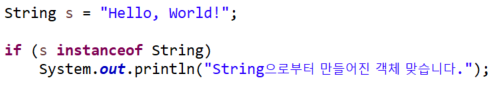 String s = "Hello, World!";
if (s instanceof String)
System.out.println("String으로부터 만들어진 객체 맞습니다.");